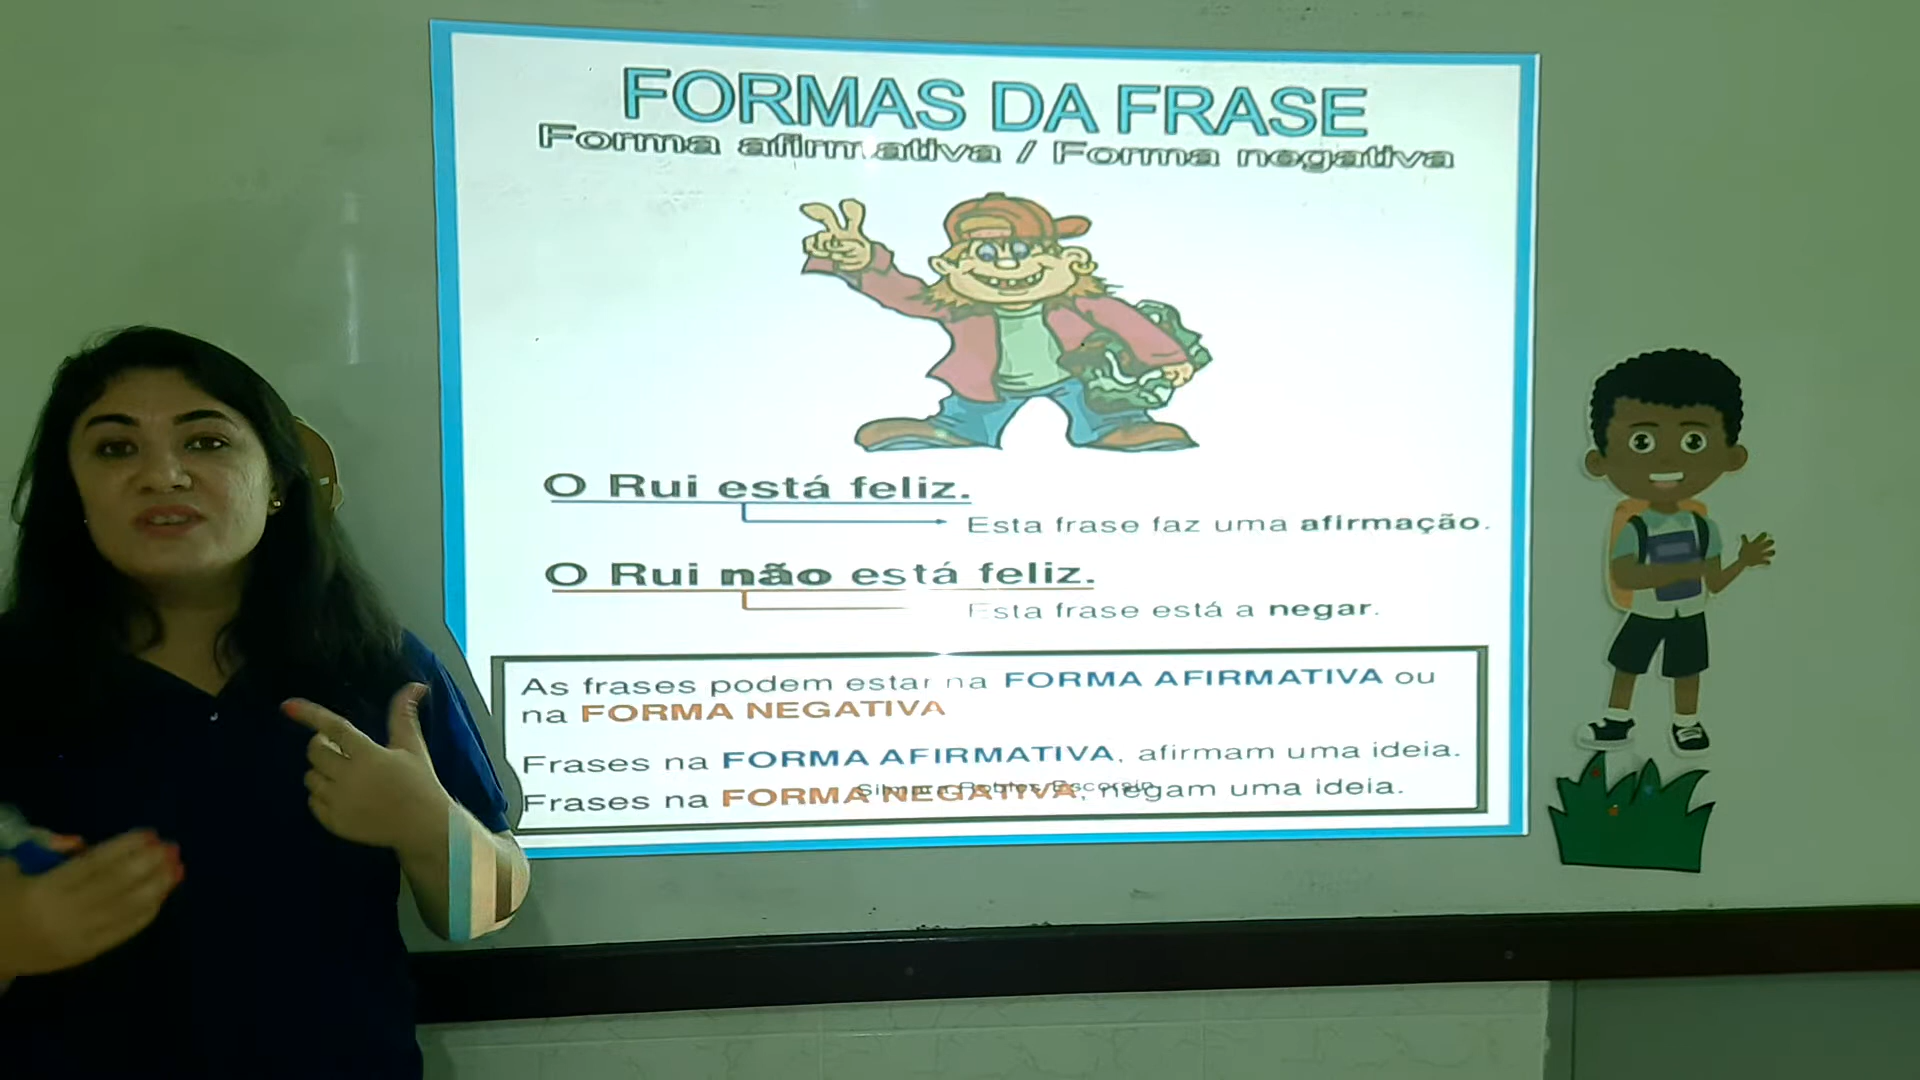 FORMAS DA FRASE
Forma afirmativa / Forma negativa
O Rui está feliz.
Esta frase faz uma afirmação.
O Rui não está feliz.
Esta frase está a negar.
As frases podem estar na FORMA AFIRMATIVA ou
na FORMA NEGATIVA
Frases na FORMA AFIRMATIVA, afirmam uma ideia.
Frases na FORMA NEGATIVA, negam uma ideia.